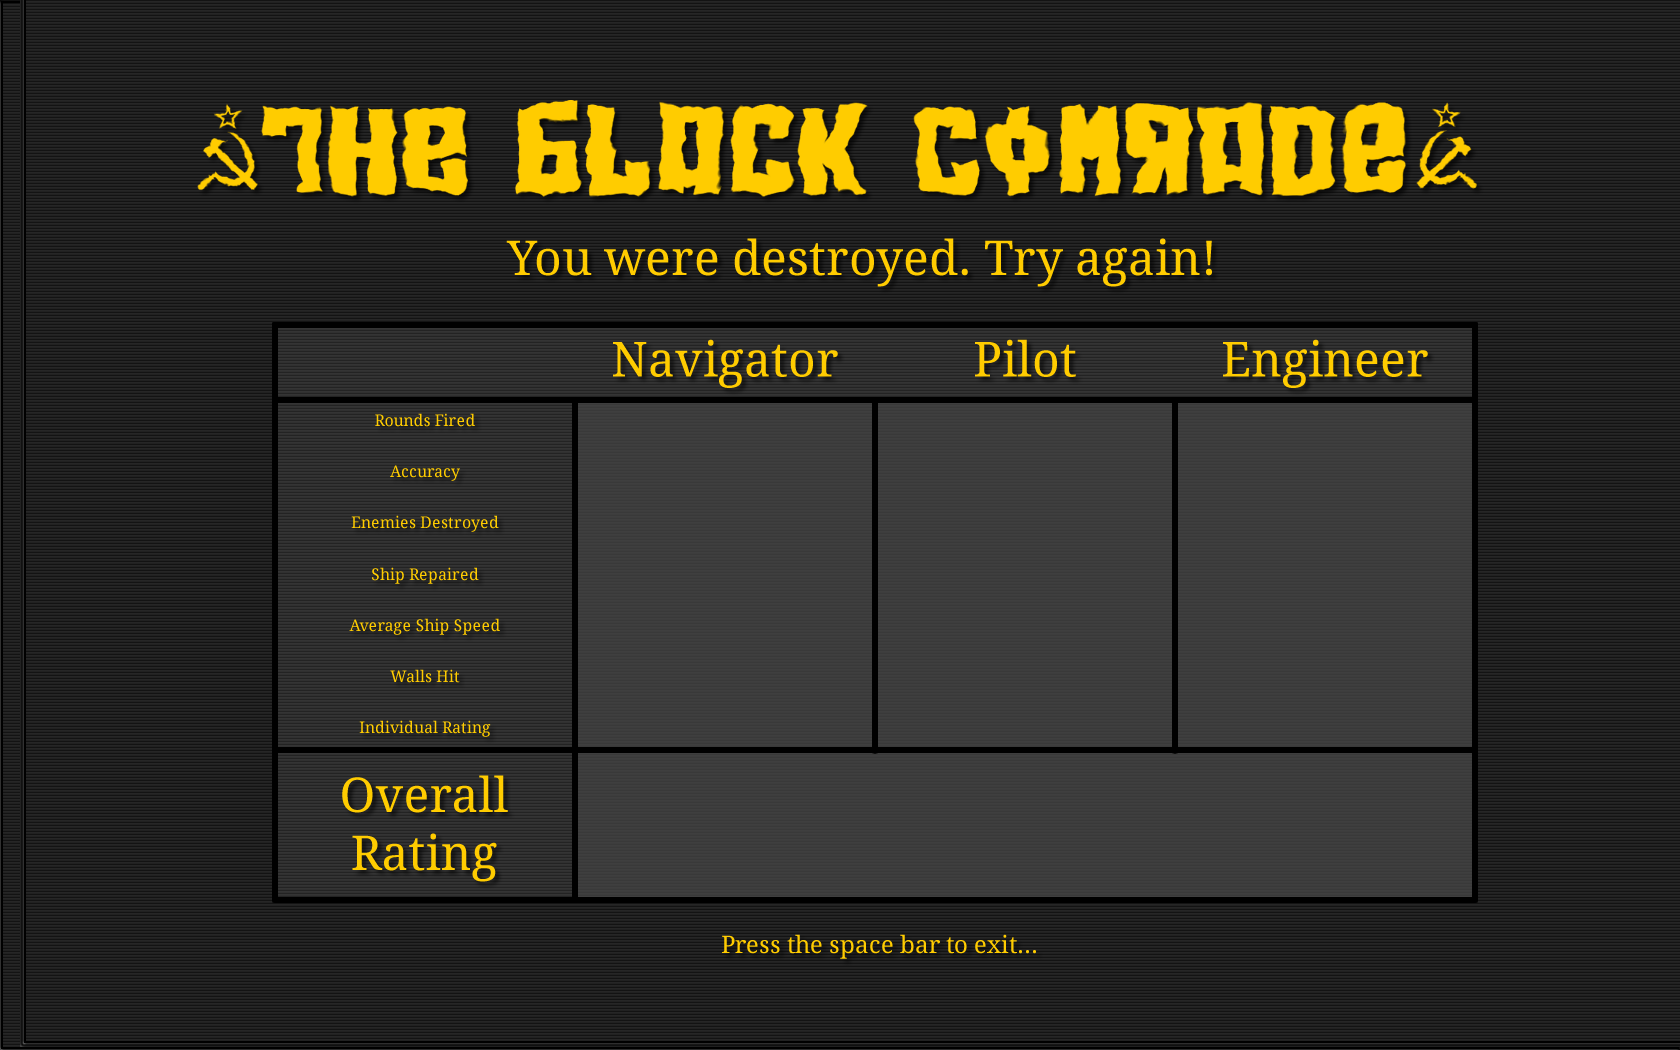 THE BLACK COMRADE
You were destroyed. Try again!
Navigator Pilot Engineer
Rounds Fired
Accuracy
Enemies Destroyed
Ship Repaired
Average Ship Speed
Walls Hit
Individual Rating
Overall
Rating
Press the space bar to exit...